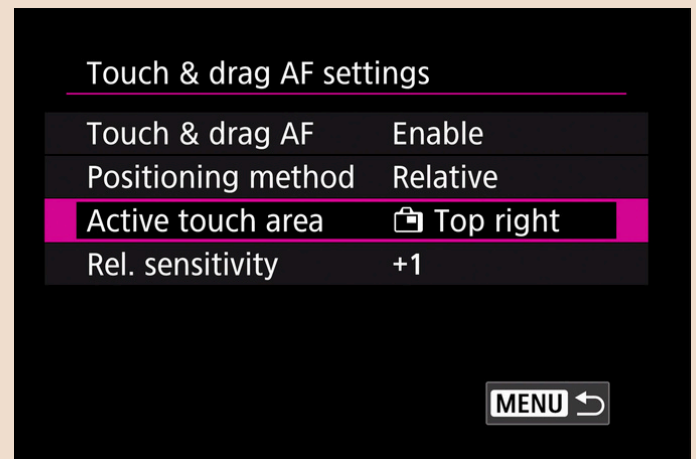 Touch & drag AF settings
Touch & drag AF Enable
Positioning method Relative
Active touch area Top right
Rel. sensitivity +1
MENU